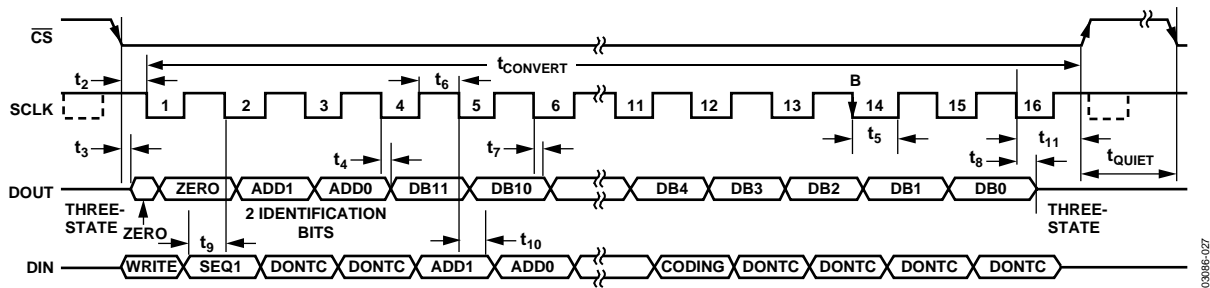 CS
t2
tCONVERT
t6
B
SCLK
1 2 3 4 5 6 11 12 13 14 15 16
t3
t4
t7
t5
t8
t11
tQUIET
DOUT
ZERO ADD1 ADD0 DB11 DB10 DB4 DB3 DB2 DB1 DB0
THREE-
STATE
ZERO
2 IDENTIFICATION
BITS
THREE-
STATE
t9
t10
DIN
WRITE SEQ1 DONTC DONTC ADD1 ADD0 CODING DONTC DONTC DONTC DONTC
03086-027